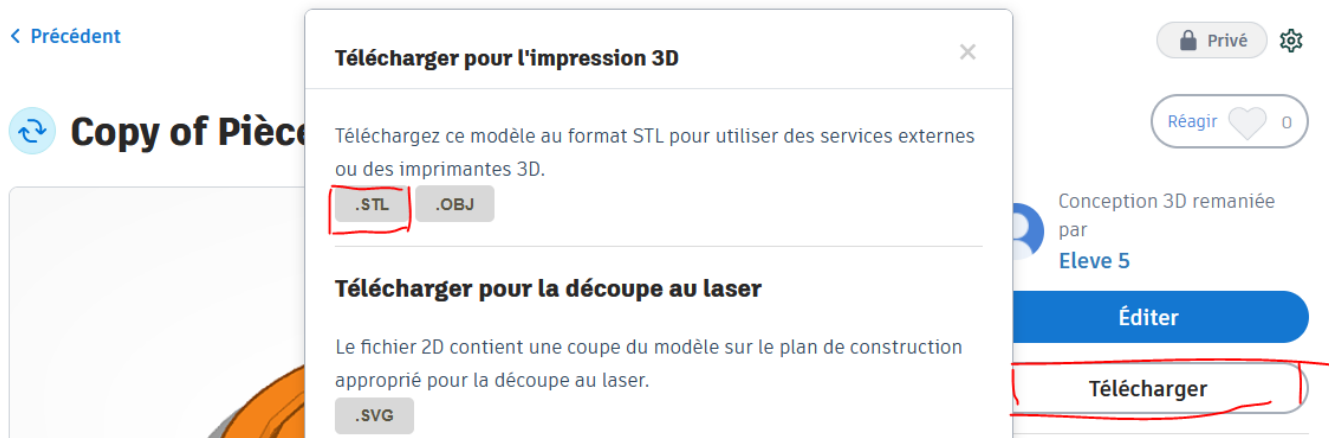 Précédent
Privé
Copy of Pièce
Réagir
0
Télécharger pour l'impression 3D
×
Téléchargez ce modèle au format STL pour utiliser des services externes
ou des imprimantes 3D.
.STL
.OBJ
Télécharger pour la découpe au laser
Le fichier 2D contient une coupe du modèle sur le plan de construction
approprié pour la découpe au laser.
.SVG
Conception 3D remaniée
par
Eleve 5
Éditer
Télécharger